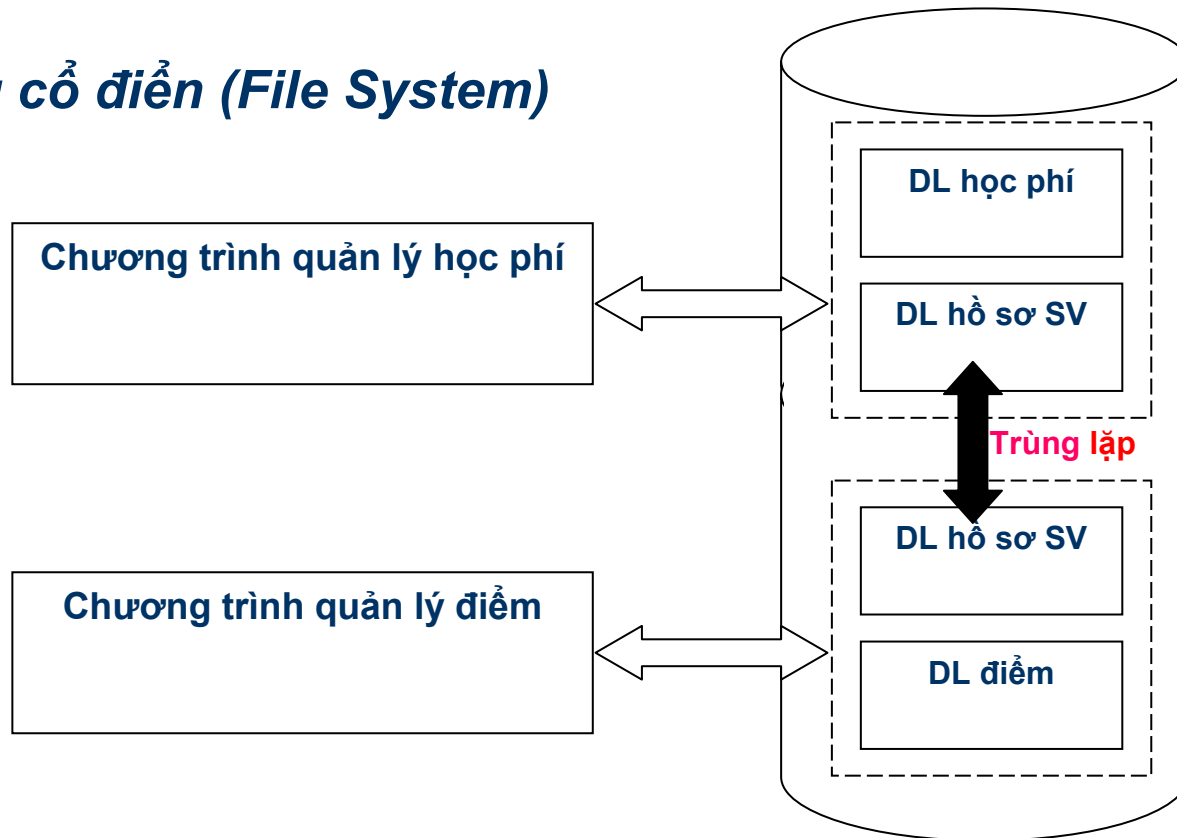 cổ điển (File System)
DL học phí
Chương trình quản lý học phí
DL hồ sơ SV
Trùng lặp
DL hồ sơ SV
Chương trình quản lý điểm
DL điểm